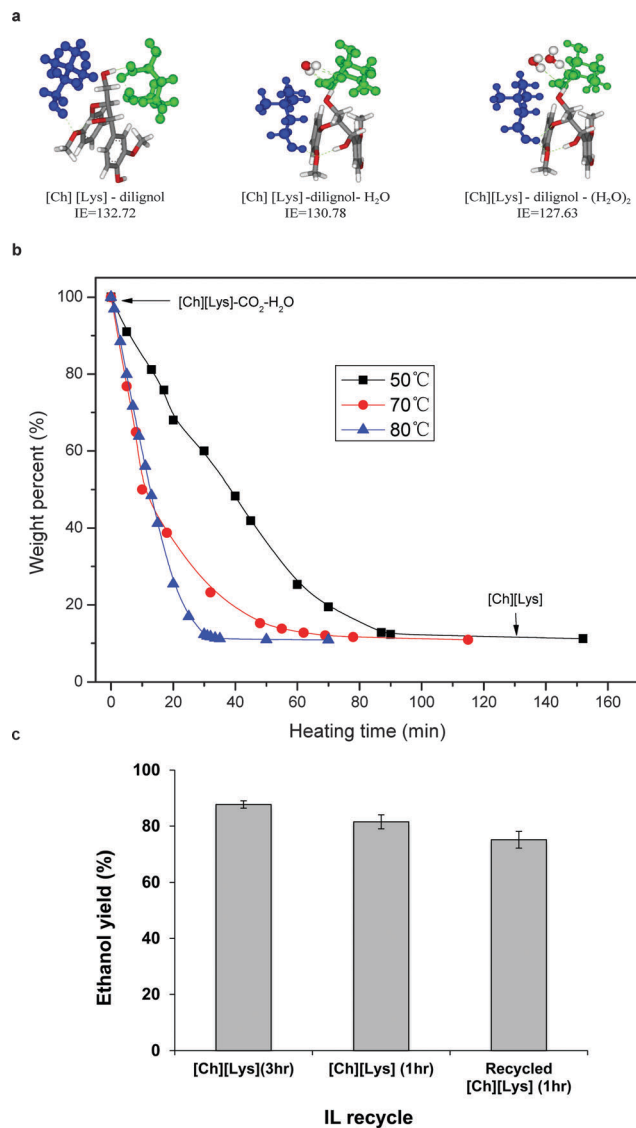 a
[Ch] [Lys] - dilignol
IE=132.72
[Ch] [Lys] -dilignol- H₂O
IE=130.78
[Ch][Lys] - dilignol - (H₂O)₂
IE=127.63
b
100
80
60
40
20
0
Weight percent (%)
[Ch][Lys]-CO₂-H₂O
50℃
70℃
80℃
[Ch][Lys]
0 20 40 60 80 100 120 140 160
Heating time (min)
c
100
80
60
40
20
0
Ethanol yield (%)
[Ch][Lys](3hr) [Ch][Lys] (1hr) Recycled
[Ch][Lys] (1hr)
IL recycle